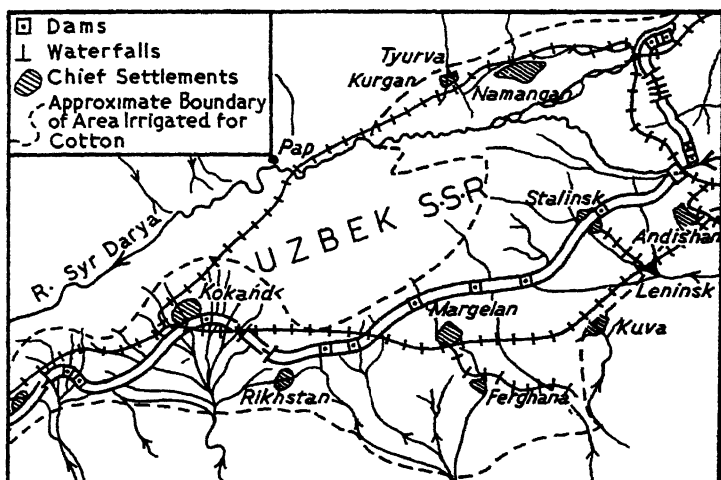 Dams
Waterfalls
Chief Settlements
Approximate Boundary
of Area Irrigated for
Cotton
Tyurva
Kurgan
Namangan
Pap
R. Syr Darya
UZBEK S.S.R
Stalinsk
Andishan
Leninsk
Kokand
Margelan
Kuva
Rikhstan
Ferghana